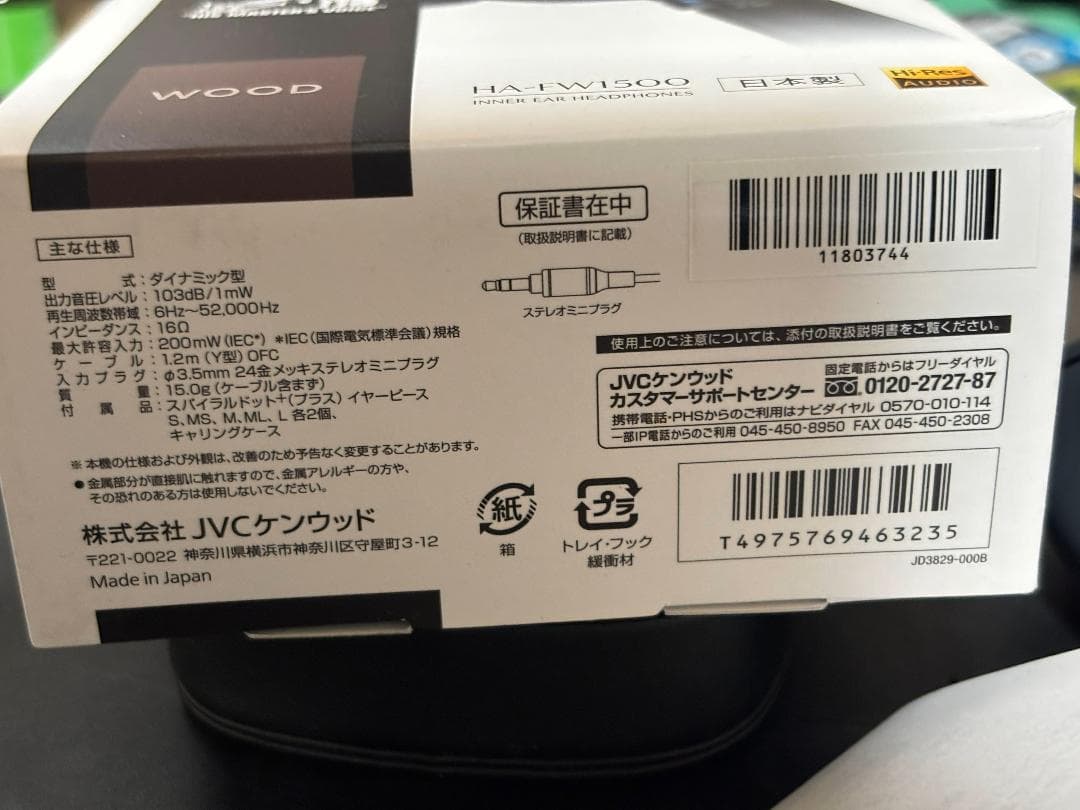 WOOD
HA-FW1500
INNER EAR HEADPHONES
日本製
Hi-Res
AUDIO
保証書在中
(取扱説明書に記載)
ステレオミニプラグ
11803744
主な仕様
型 式:ダイナミック型
出力音圧レベル:103dB/1mW
再生周波数帯域:6Hz~52,000Hz
インピーダンス:16Ω
最大許容入力:200mW(IEC*) *IEC(国際電気標準会議)規格
ケーブル:1.2m(Y型)OFC
入力プラグ:φ3.5mm 24金メッキステレオミニプラグ
質 量:15.0g(ケーブル含まず)
付 属 品:スパイラルドット+(プラス) イヤーピース
S, MS, M, ML, L 各2個、
キャリングケース
※ 本機の仕様および外観は、改善のため予告なく変更することがあります。
● 金属部分が直接肌に触れますので、金属アレルギーの方や、
その恐れのある方は使用しないでください。
株式会社 JVCケンウッド
〒221-0022 神奈川県横浜市神奈川区守屋町3-12
Made in Japan
使用上のご注意については、添付の取扱説明書をご覧ください。
JVCケンウッド
カスタマーサポートセンター
固定電話からはフリーダイヤル
0120-2727-87
携帯電話・PHSからのご利用はナビダイヤル 0570-010-114
一部IP電話からのご利用 045-450-8950 FAX 045-450-2308
紙
箱
プラ
トレイ・フック
緩衝材
T4975769463235
JD3829-000B